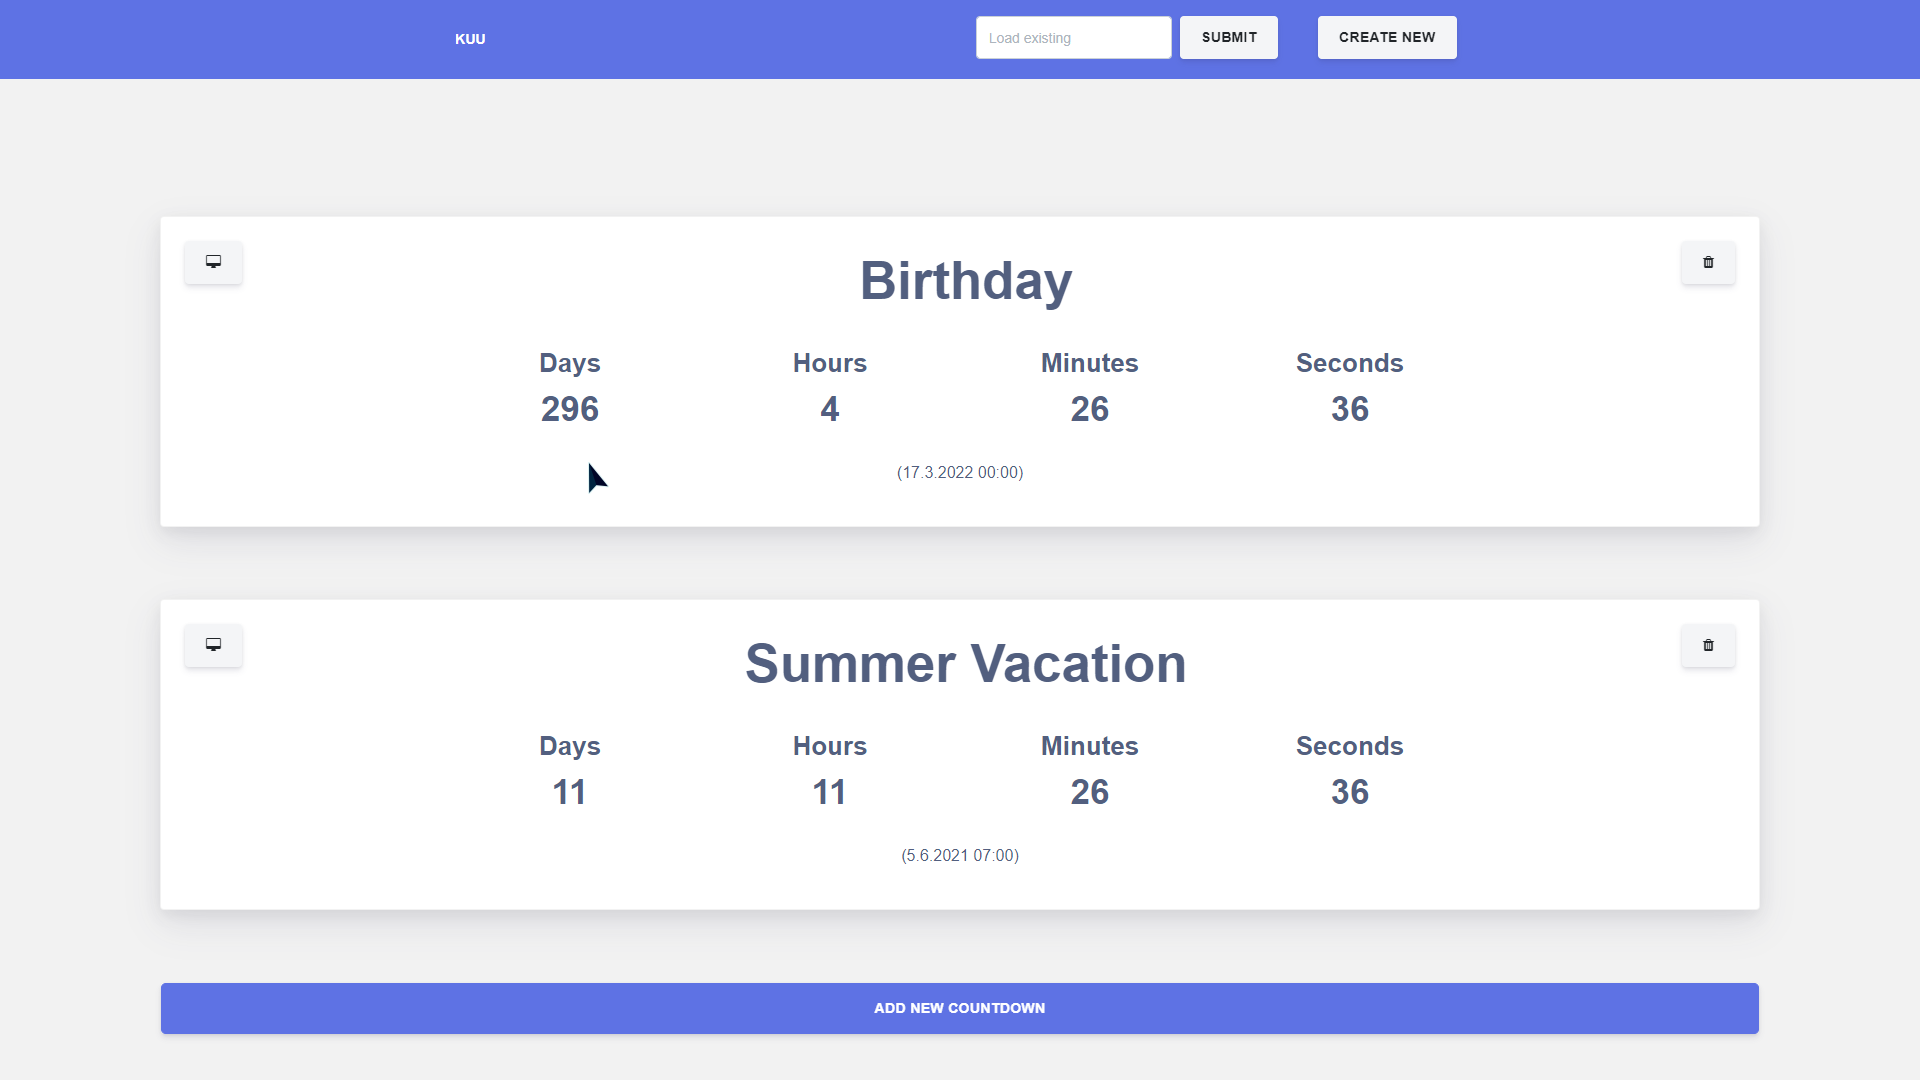 KUU
Load existing
SUBMIT
CREATE NEW
Birthday
Days Hours Minutes Seconds
296 4 26 36
(17.3.2022 00:00)
Summer Vacation
Days Hours Minutes Seconds
11 11 26 36
(5.6.2021 07:00)
ADD NEW COUNTDOWN